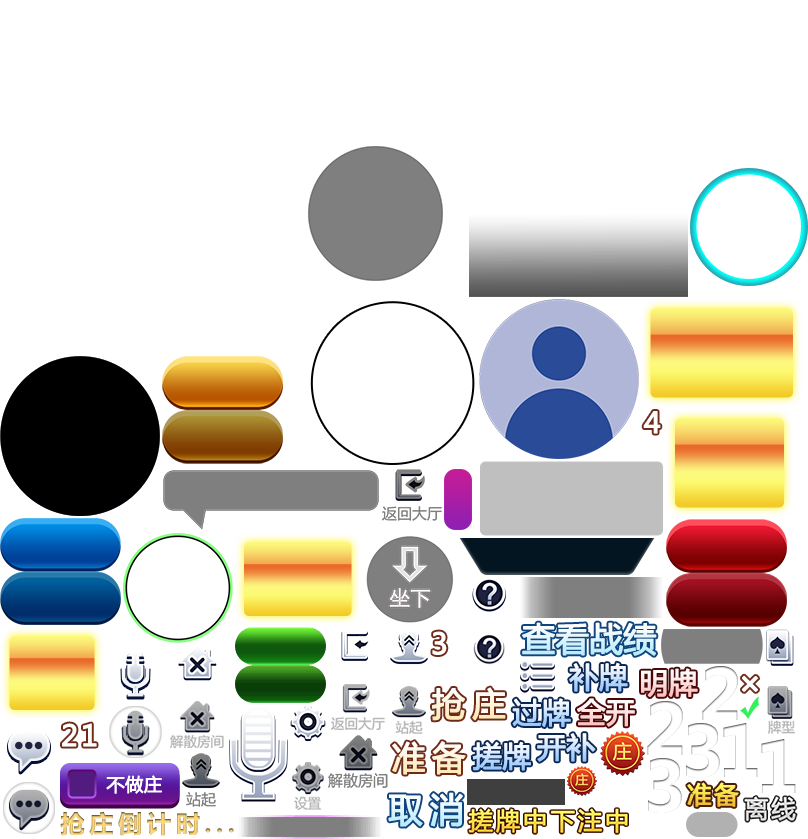 4
返回大厅
坐下
?
?
3
查看战绩
补牌
明牌
2
抢庄
过牌
全开
返回大厅
站起
牌型
21
解散房间
2311
准备
搓牌
开补
庄
解散房间
不做庄
站起
设置
庄
3
准备
取消
离线
抢庄倒计时...
搓牌中下注中